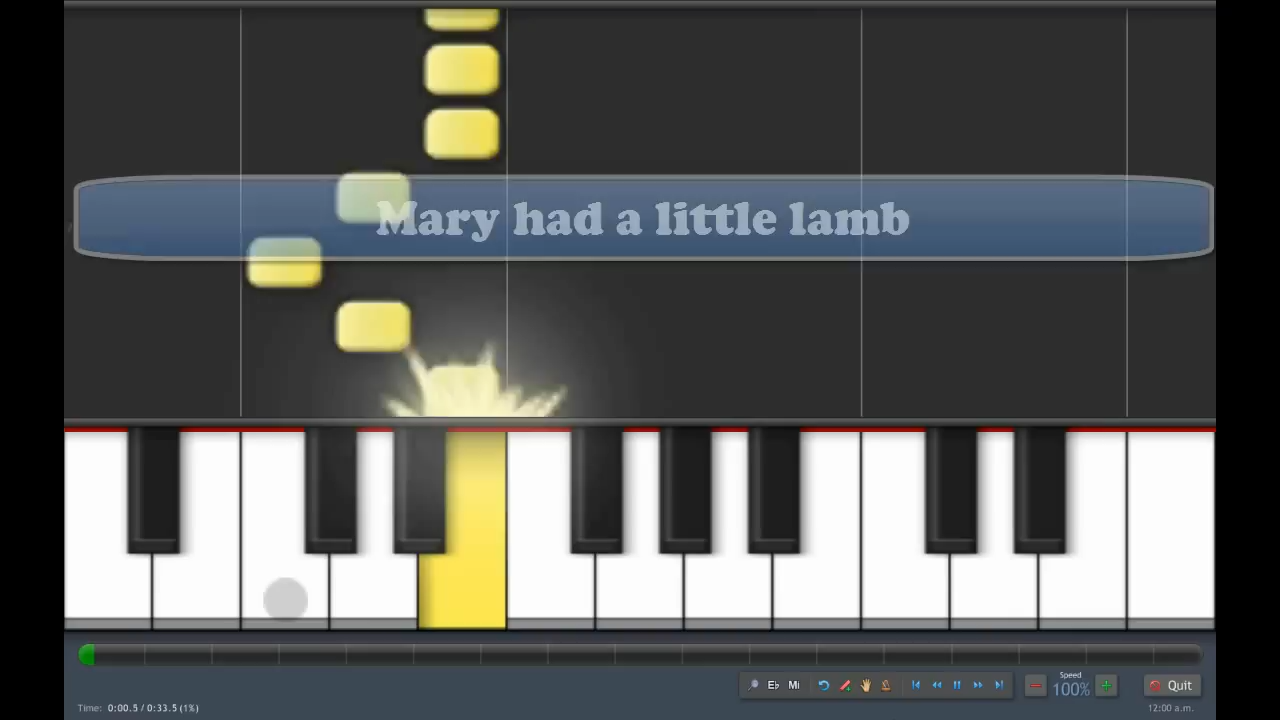 Mary had a little lamb
E♭ Mi
Speed
100%
Quit
Time: 0:00.5 / 0:33.5 (1%)
12:00 a.m.